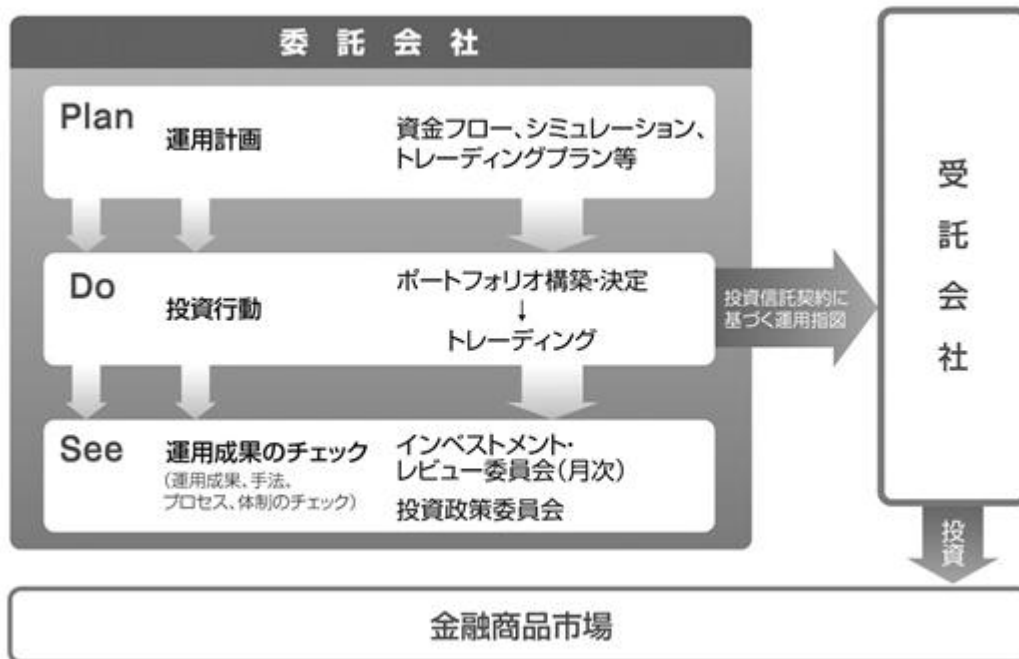 委託会社
Plan
運用計画
資金フロー、シミュレーション、
トレーディングプラン等
Do
投資行動
ポートフォリオ構築・決定
↓
トレーディング
See
運用成果のチェック
(運用成果、手法、
プロセス、体制のチェック)
インベストメント・
レビュー委員会(月次)
投資政策委員会
投資信託契約に
基づく運用指図
受託会社
投資
金融商品市場